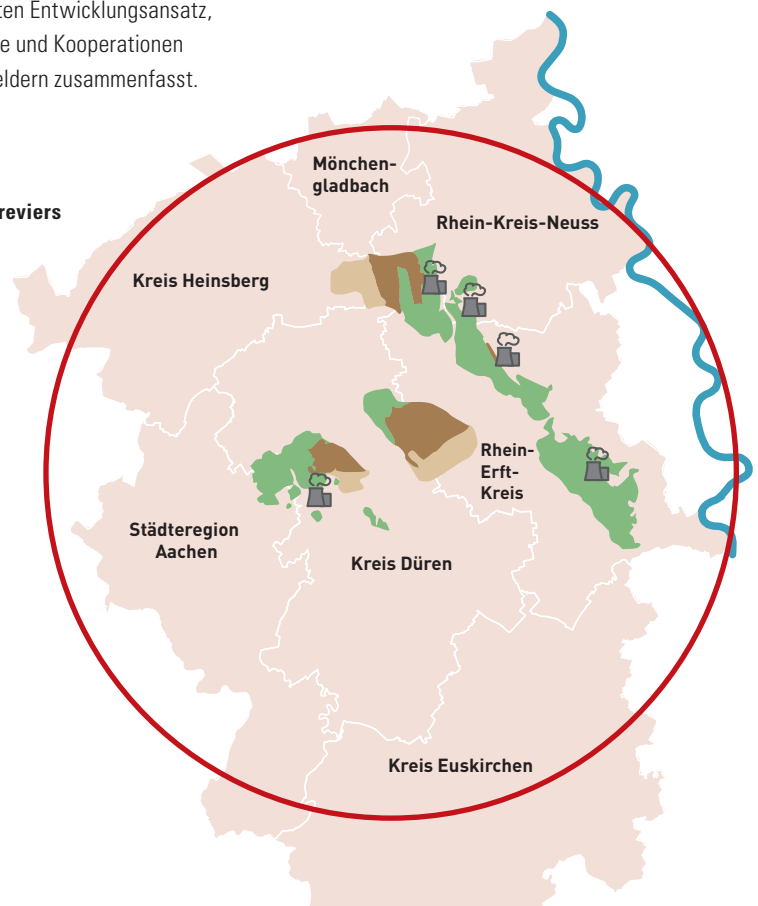 ten Entwicklungsansatz,
e und Kooperationen
eldern zusammenfasst.
reviers
Mönchen-
gladbach
Rhein-Kreis-Neuss
Kreis Heinsberg
Rhein-
Erft-
Kreis
Städteregion
Aachen
Kreis Düren
Kreis Euskirchen